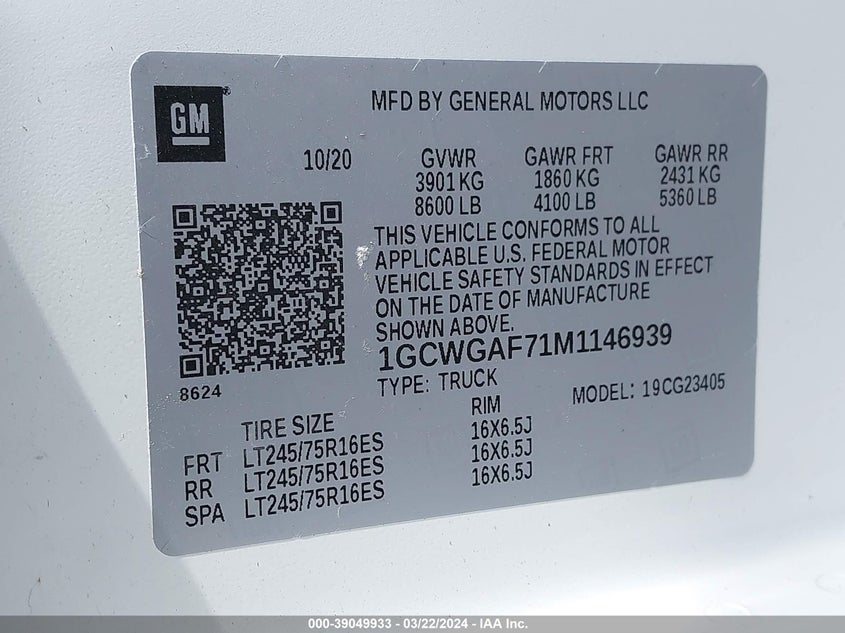 GM
MFD BY GENERAL MOTORS LLC
10/20
GVWR GAWR FRT GAWR RR
3901 KG 1860 KG 2431 KG
8600 LB 4100 LB 5360 LB
THIS VEHICLE CONFORMS TO ALL
APPLICABLE U.S. FEDERAL MOTOR
VEHICLE SAFETY STANDARDS IN EFFECT
ON THE DATE OF MANUFACTURE
SHOWN ABOVE.
1GCWGAF71M1146939
8624
TYPE: TRUCK MODEL: 19CG23405
TIRE SIZE RIM
FRT LT245/75R16ES 16X6.5J
RR LT245/75R16ES 16X6.5J
SPA LT245/75R16ES 16X6.5J
000-39049933 - 03/22/2024 - IAA Inc.